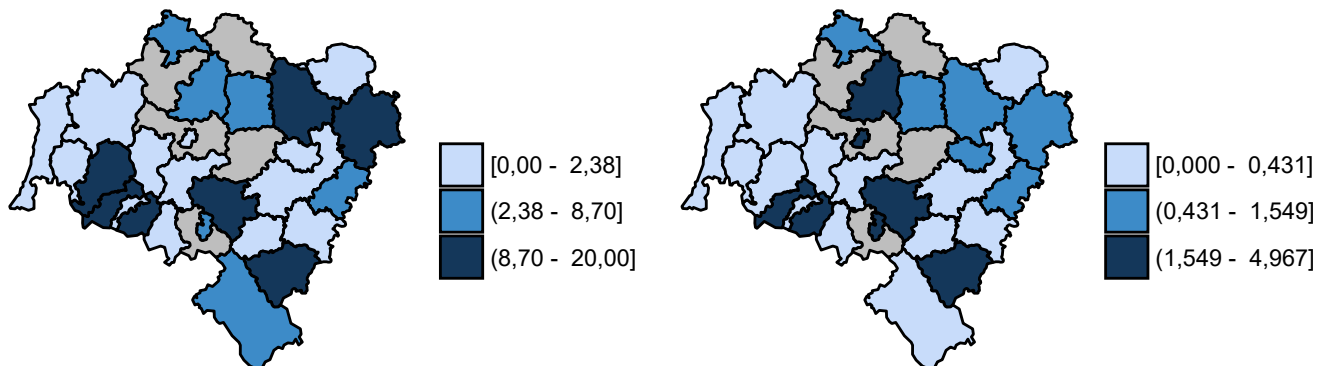 [0,00 - 2,38]
(2,38 - 8,70]
(8,70 - 20,00]
[0,000 - 0,431]
(0,431 - 1,549]
(1,549 - 4,967]